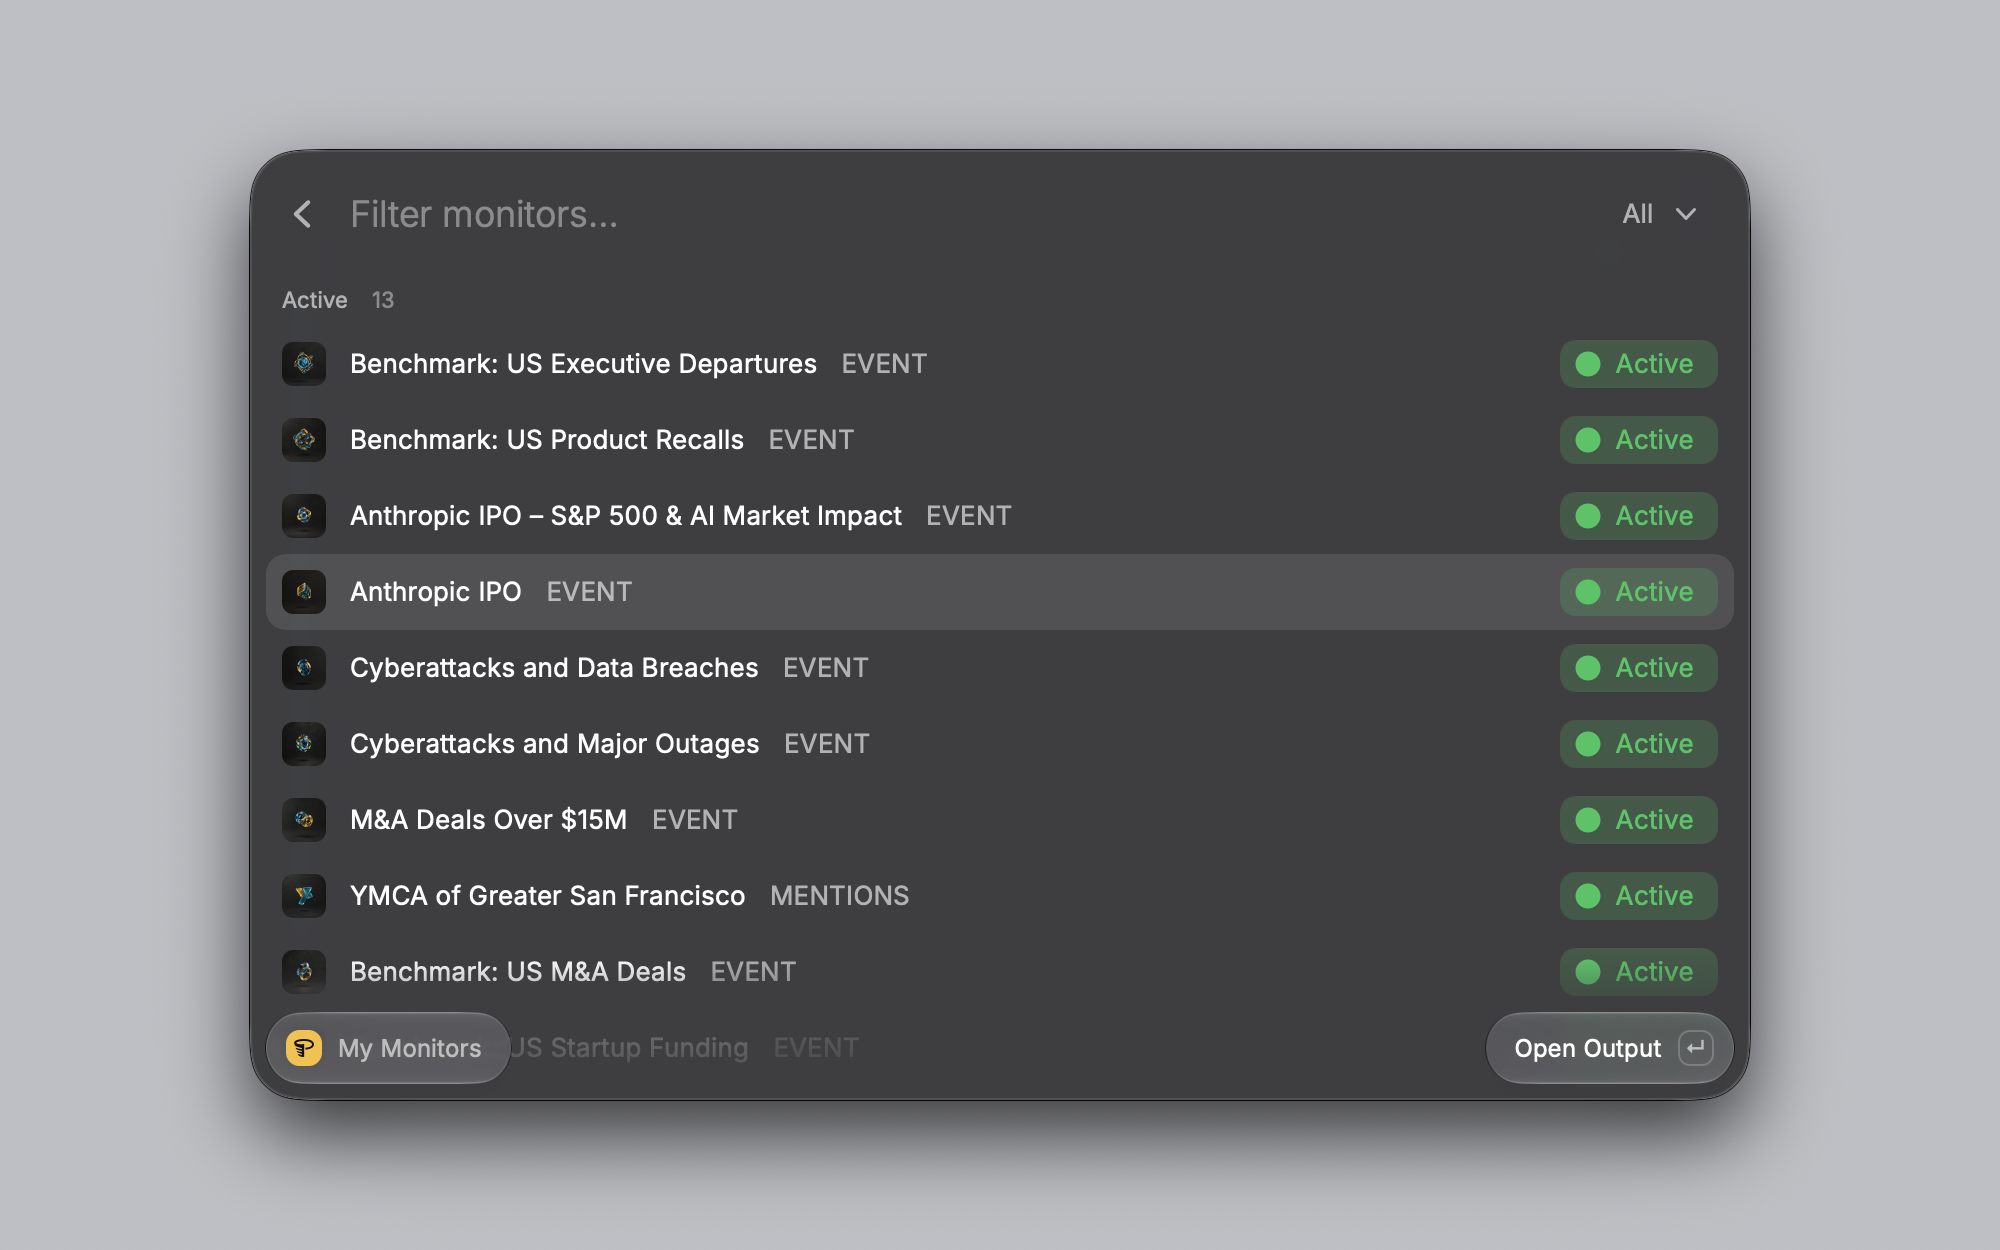 Filter monitors...
All
Active 13
Benchmark: US Executive Departures EVENT Active
Benchmark: US Product Recalls EVENT Active
Anthropic IPO – S&P 500 & AI Market Impact EVENT Active
Anthropic IPO EVENT Active
Cyberattacks and Data Breaches EVENT Active
Cyberattacks and Major Outages EVENT Active
M&A Deals Over $15M EVENT Active
YMCA of Greater San Francisco MENTIONS Active
Benchmark: US M&A Deals EVENT Active
US Startup Funding EVENT
My Monitors
Open Output